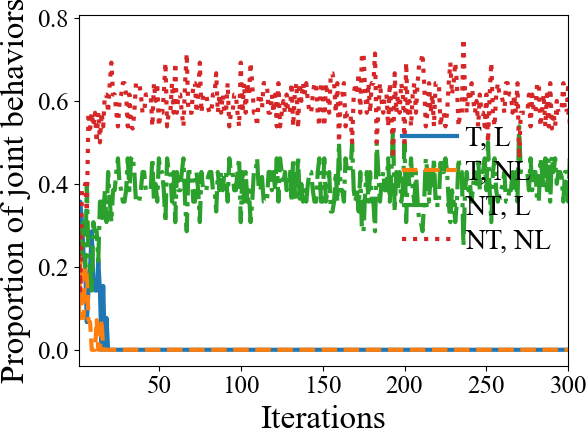 Proportion of joint behaviors
0.8
0.6
0.4
0.2
0.0
T, L
T, NL
NT, L
NT, NL
50 100 150 200 250 300
Iterations